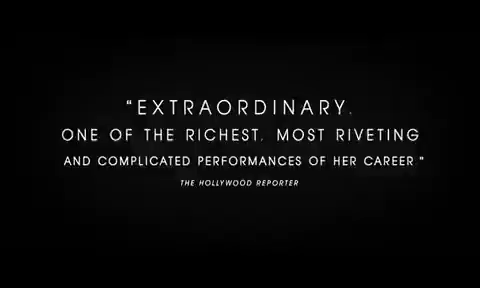 "EXTRAORDINARY.
ONE OF THE RICHEST, MOST RIVETING
AND COMPLICATED PERFORMANCES OF HER CAREER."
THE HOLLYWOOD REPORTER